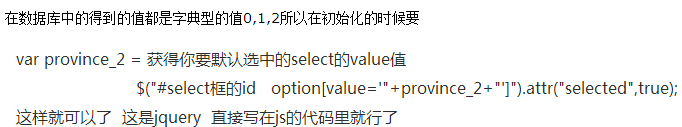 在数据库中的得到的值都是字典型的值0,1,2所以在初始化的时候要
var province_2 = 获得你要默认选中的select的value值
$("#select框的id   option[value='"+province_2+"']").attr("selected",true);
这样就可以了  这是jquery  直接写在js的代码里就行了